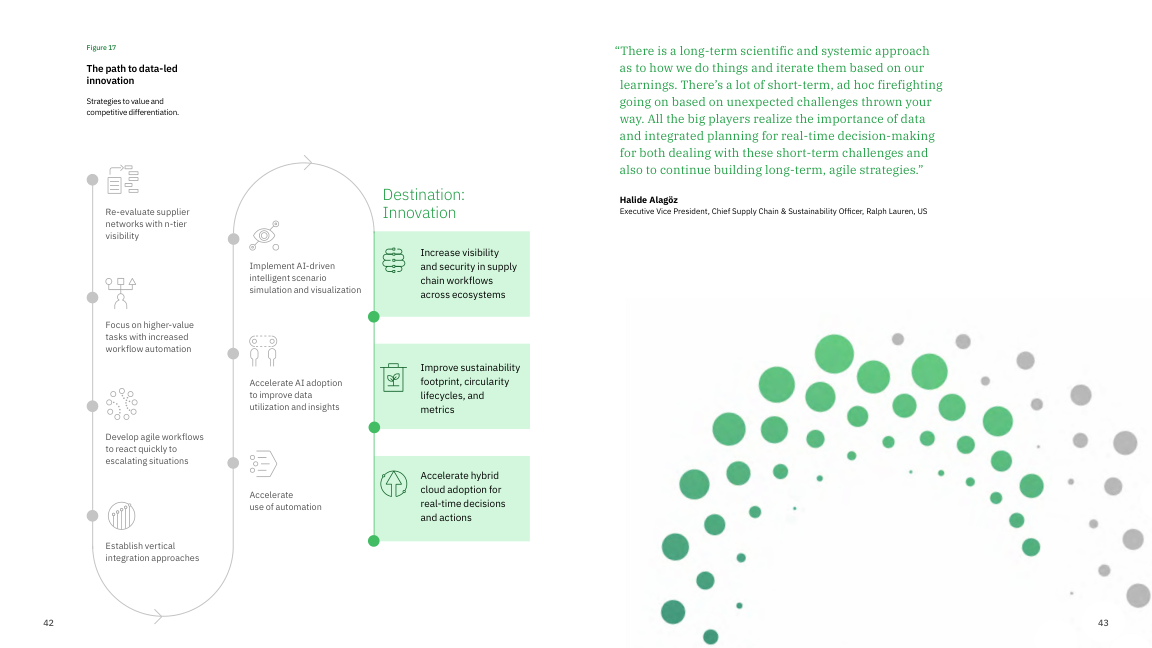 Figure 17
The path to data-led
innovation
Strategies to value and
competitive differentiation.
Re-evaluate supplier
networks with n-tier
visibility
Focus on higher-value
tasks with increased
workflow automation
Develop agile workflows
to react quickly to
escalating situations
Establish vertical
integration approaches
Implement AI-driven
intelligent scenario
simulation and visualization
Accelerate AI adoption
to improve data
utilization and insights
Accelerate
use of automation
Destination:
Innovation
Increase visibility
and security in supply
chain workflows
across ecosystems
Improve sustainability
footprint, circularity
lifecycles, and
metrics
Accelerate hybrid
cloud adoption for
real-time decisions
and actions
42
“There is a long-term scientific and systemic approach
as to how we do things and iterate them based on our
learnings. There’s a lot of short-term, ad hoc firefighting
going on based on unexpected challenges thrown your
way. All the big players realize the importance of data
and integrated planning for real-time decision-making
for both dealing with these short-term challenges and
also to continue building long-term, agile strategies.”
Halide Alagöz
Executive Vice President, Chief Supply Chain & Sustainability Officer, Ralph Lauren, US
43